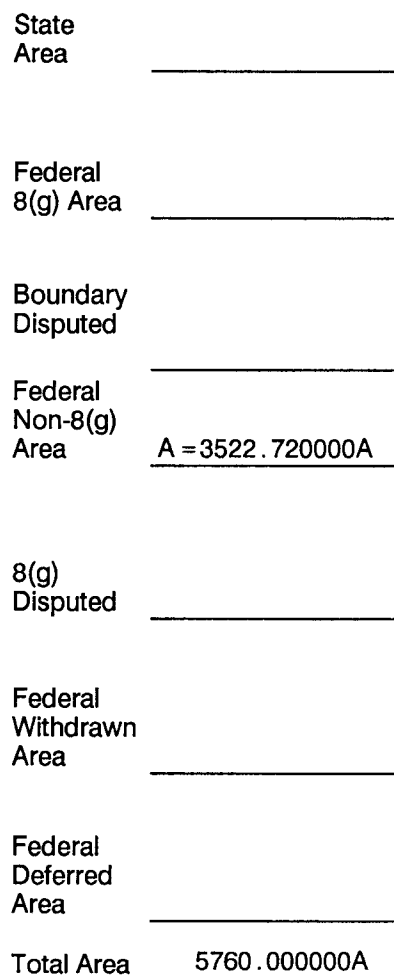 State
Area
Federal
8(g) Area
Boundary
Disputed
Federal
Non-8(g)
Area A =3522.720000A
8(g)
Disputed
Federal
Withdrawn
Area
Federal
Deferred
Area
Total Area 5760.000000A